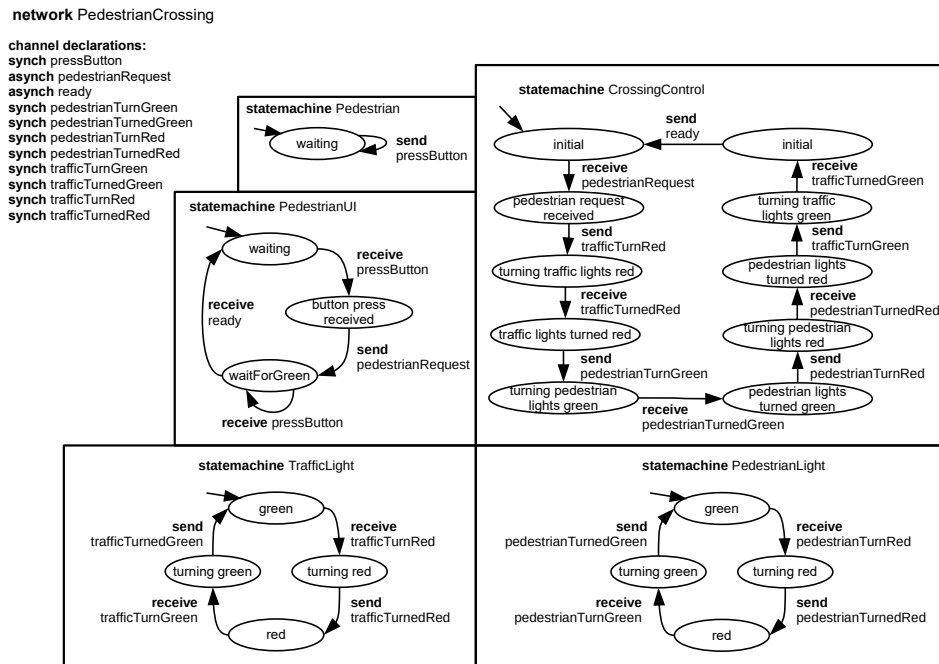 network PedestrianCrossing
channel declarations:
synch pressButton
asynch pedestrianRequest
asynch ready
synch pedestrianTurnGreen
synch pedestrianTurnedGreen
synch pedestrianTurnRed
synch pedestrianTurnedRed
synch trafficTurnGreen
synch trafficTurnedGreen
synch trafficTurnRed
synch trafficTurnedRed
statemachine Pedestrian
waiting
send
pressButton
statemachine PedestrianUI
waiting
receive
pressButton
button press
received
send
pedestrianRequest
waitForGreen
receive
ready
receive pressButton
statemachine CrossingControl
initial
receive
pedestrianRequest
pedestrian request
received
send
trafficTurnRed
turning traffic lights red
receive
trafficTurnedRed
traffic lights turned red
send
pedestrianTurnGreen
turning pedestrian
lights green
receive
pedestrianTurnedGreen
pedestrian lights
turned green
send
pedestrianTurnRed
turning pedestrian
lights red
receive
pedestrianTurnedRed
pedestrian lights
turned red
send
trafficTurnGreen
turning traffic
lights green
receive
trafficTurnedGreen
initial
send
ready
statemachine TrafficLight
green
receive
trafficTurnRed
turning red
send
trafficTurnedRed
red
receive
trafficTurnGreen
turning green
send
trafficTurnedGreen
statemachine PedestrianLight
green
receive
pedestrianTurnRed
turning red
send
pedestrianTurnedRed
red
receive
pedestrianTurnGreen
turning green
send
pedestrianTurnedGreen